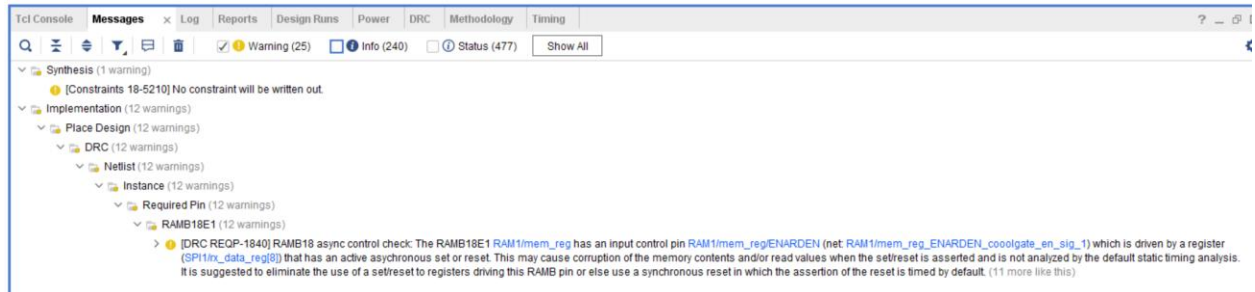 Tcl Console Messages × Log Reports Design Runs Power DRC Methodology Timing ? _
Warning (25) Info (240) Status (477) Show All
Synthesis (1 warning)
[Constraints 18-5210] No constraint will be written out.
Implementation (12 warnings)
Place Design (12 warnings)
DRC (12 warnings)
Netlist (12 warnings)
Instance (12 warnings)
Required Pin (12 warnings)
RAMB18E1 (12 warnings)
[DRC REQP-1840] RAMB18 async control check: The RAMB18E1 RAM1/mem_reg has an input control pin RAM1/mem_reg/ENARDEN (net: RAM1/mem_reg_ENARDEN_cooolgate_en_sig_1) which is driven by a register
(SPI1/rx_data_reg[8]) that has an active asychronous set or reset. This may cause corruption of the memory contents and/or read values when the set/reset is asserted and is not analyzed by the default static timing analysis.
It is suggested to eliminate the use of a set/reset to registers driving this RAMB pin or else use a synchronous reset in which the assertion of the reset is timed by default. (11 more like this)